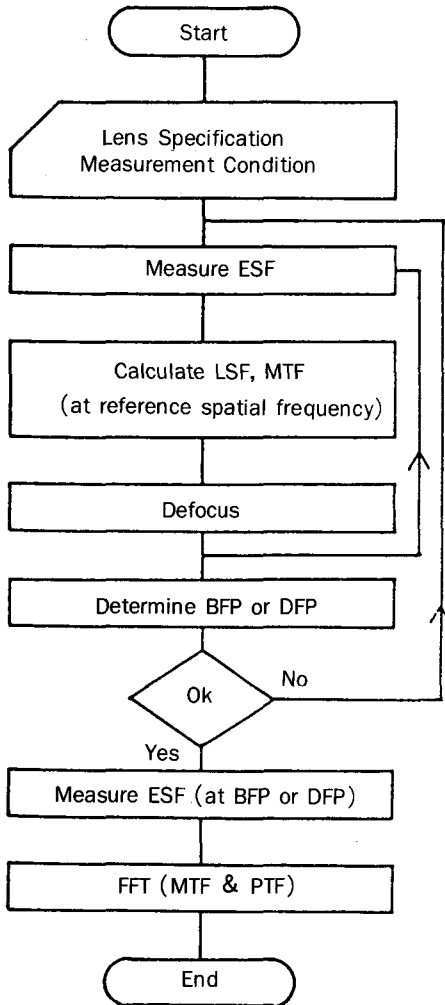 Start
Lens Specification
Measurement Condition
Measure ESF
Calculate LSF, MTF
(at reference spatial frequency)
Defocus
Determine BFP or DFP
Ok
No
Yes
Measure ESF (at BFP or DFP)
FFT (MTF & PTF)
End